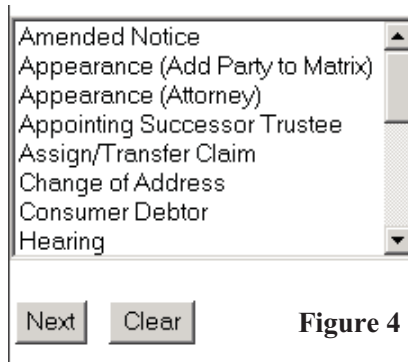 Amended Notice
Appearance (Add Party to Matrix)
Appearance (Attorney)
Appointing Successor Trustee
Assign/Transfer Claim
Change of Address
Consumer Debtor
Hearing
Next Clear Figure 4